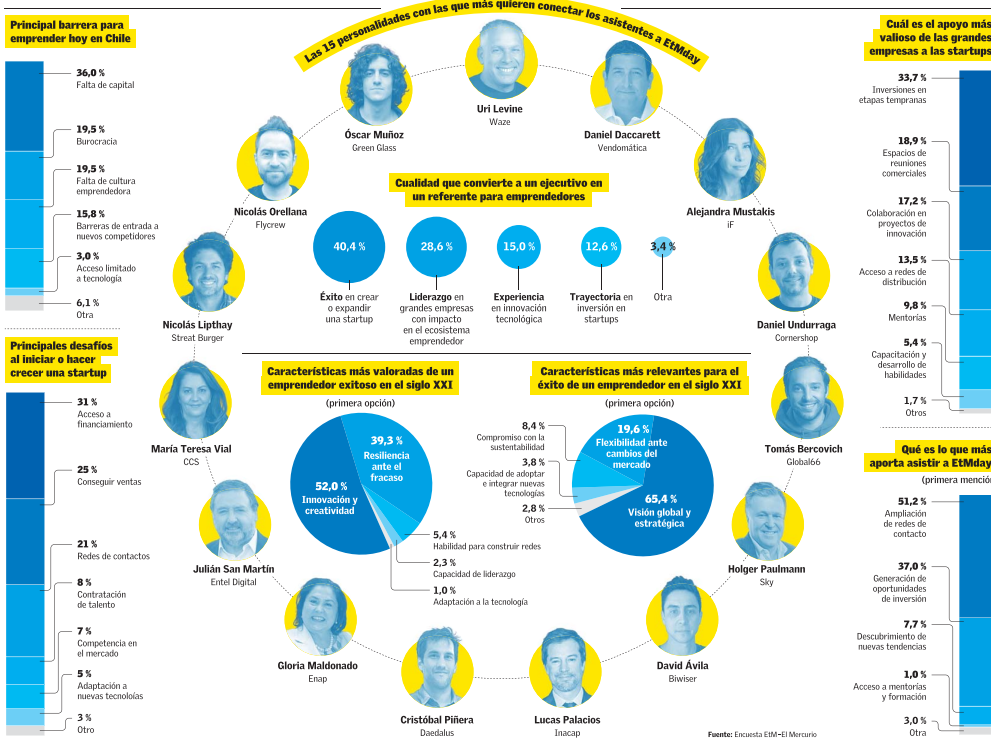 Principal barrera para
emprender hoy en Chile
36,0 %
Falta de capital
19,5 %
Burocracia
19,5 %
Falta de cultura
emprendedora
15,8 %
Barreras de entrada a
nuevos competidores
3,0 %
Acceso limitado
a tecnología
6,1 %
Otra
Principales desafíos
al iniciar o hacer
crecer una startup
31 %
Acceso a
financiamiento
25 %
Conseguir ventas
21 %
Redes de contactos
8 %
Contratación
de talento
7 %
Competencia en
el mercado
5 %
Adaptación a
nuevas tecnoloías
3 %
Otro
Las 15 personalidades con las que más quieren conectar los asistentes a EtMday
Uri Levine
Waze
Óscar Muñoz
Green Glass
Daniel Daccarett
Vendomática
Nicolás Orellana
Flycrew
Alejandra Mustakis
iF
Nicolás Lipthay
Streat Burger
Daniel Undurraga
Cornershop
María Teresa Vial
CCS
Tomás Bercovich
Global66
Julián San Martín
Entel Digital
Holger Paulmann
Sky
Gloria Maldonado
Enap
David Ávila
Biwiser
Cristóbal Piñera
Daedalus
Lucas Palacios
Inacap
Cualidad que convierte a un ejecutivo en
un referente para emprendedores
40,4 %
Éxito en crear
o expandir
una startup
28,6 %
Liderazgo en
grandes empresas
con impacto
en el ecosistema
emprendedor
15,0 %
Experiencia
en innovación
tecnológica
12,6 %
Trayectoria en
inversión en
startups
3,4 %
Otra
Características más valoradas de un
emprendedor exitoso en el siglo XXI
(primera opción)
39,3 %
Resiliencia
ante el
fracaso
52,0 %
Innovación y
creatividad
5,4 %
Habilidad para construir redes
2,3 %
Capacidad de liderazgo
1,0 %
Adaptación a la tecnología
Características más relevantes para el
éxito de un emprendedor en el siglo XXI
(primera opción)
8,4 %
Compromiso con la
sustentabilidad
3,8 %
Capacidad de adoptar
e integrar nuevas
tecnologías
2,8 %
Otros
19,6 %
Flexibilidad ante
cambios del
mercado
65,4 %
Visión global y
estratégica
Cuál es el apoyo más
valioso de las grandes
empresas a las startups
33,7 %
Inversiones en
etapas tempranas
18,9 %
Espacios de
reuniones
comerciales
17,2 %
Colaboración en
proyectos de
innovación
13,5 %
Acceso a redes de
distribución
9,8 %
Mentorías
5,4 %
Capacitación y
desarrollo de
habilidades
1,7 %
Otros
Qué es lo que más
aporta asistir a EtMday
(primera menció
51,2 %
Ampliación
de redes de
contacto
37,0 %
Generación de
oportunidades
de inversión
7,7 %
Descubrimiento de
nuevas tendencias
1,0 %
Acceso a mentorías
y formación
3,0 %
Otra
Fuente: Encuesta EtM–El Mercurio